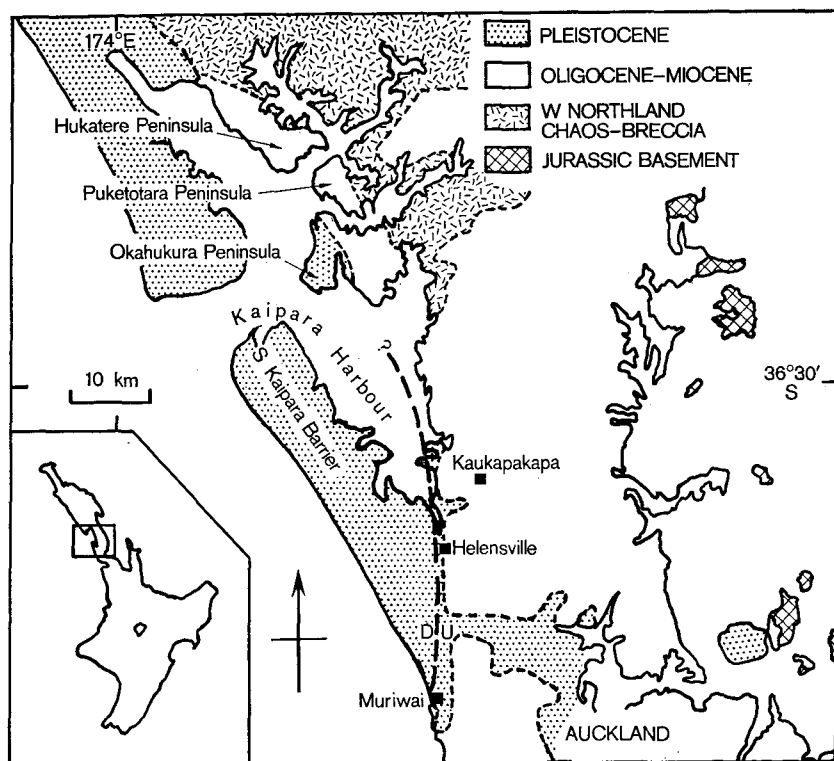 174°E
PLEISTOCENE
OLIGOCENE–MIOCENE
W NORTHLAND
CHAOS-BRECCIA
JURASSIC BASEMENT
Hukatere Peninsula
Puketotara Peninsula
Okahukura Peninsula
Kaipara Harbour
?
S Kaipara Barrier
10 km
36°30'
S
Kaukapakapa
Helensville
D U
Muriwai
AUCKLAND